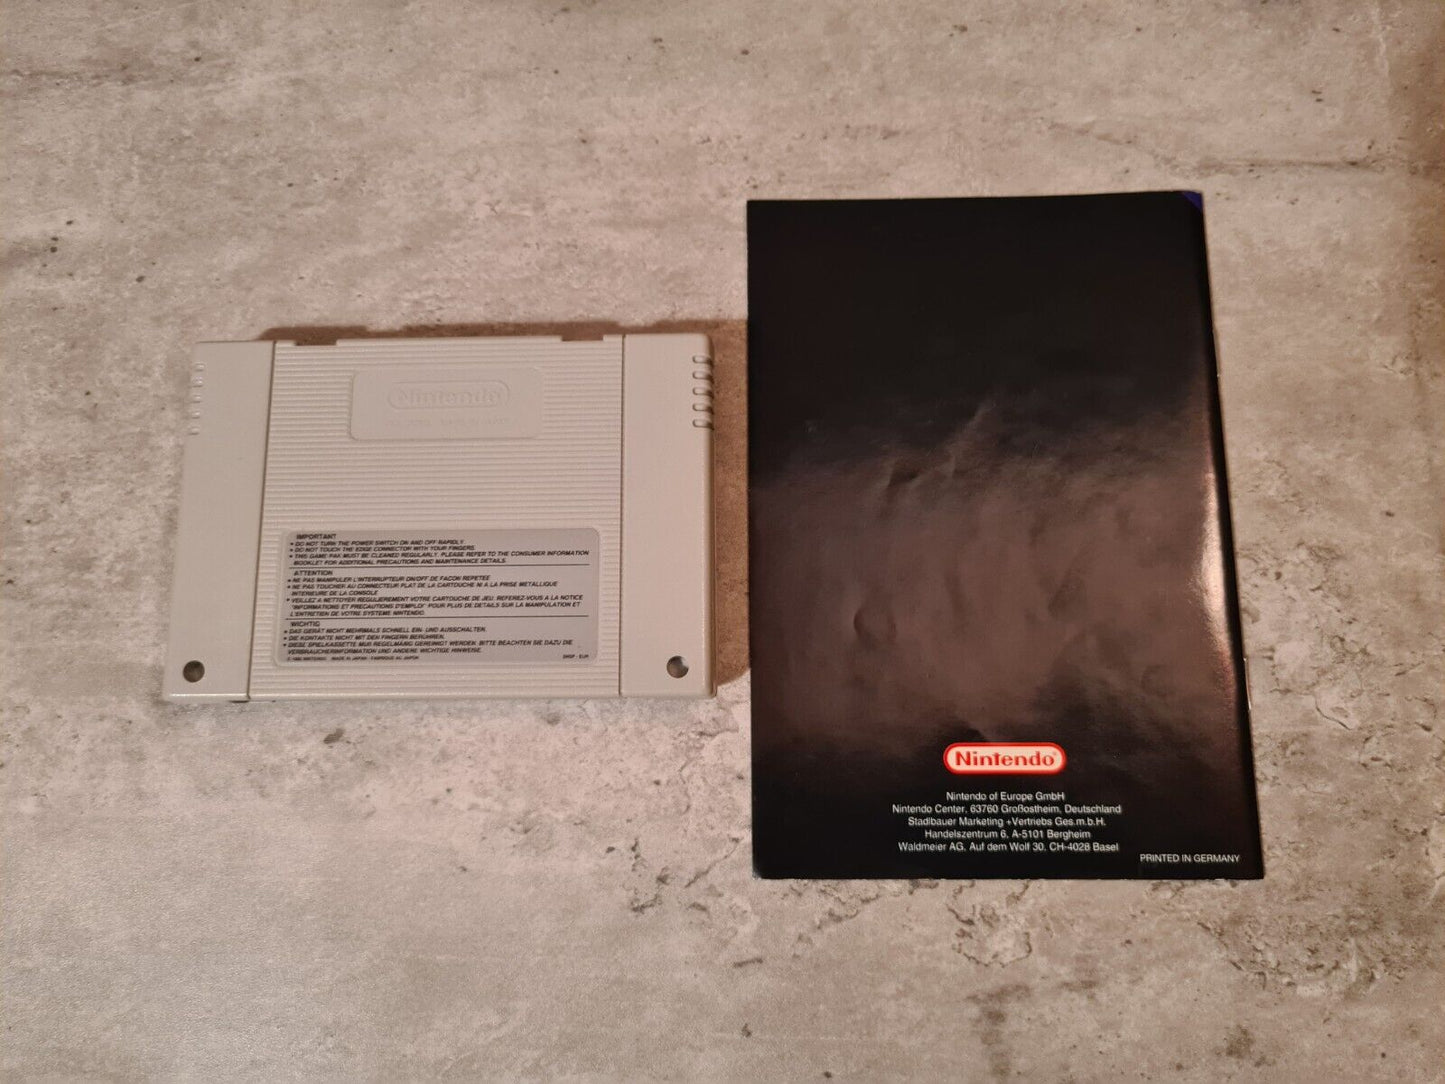 Nintendo
IMPORTANT
• DO NOT TURN THE POWER SWITCH ON AND OFF RAPIDLY.
• DO NOT TOUCH THE EDGE CONNECTOR WITH YOUR FINGERS.
• THIS GAME PAK MUST BE CLEANED REGULARLY. PLEASE REFER TO THE CONSUMER INFORMATION
BOOKLET FOR ADDITIONAL PRECAUTIONS AND MAINTENANCE DETAILS.
ATTENTION
• NE PAS MANIPULER L'INTERRUPTEUR ON/OFF DE FACON REPETEE
• NE PAS TOUCHER AU CONNECTEUR PLAT DE LA CARTOUCHE NI A LA PRISE METALLIQUE
INTERIEURE DE LA CONSOLE
• VEILLEZ A NETTOYER REGULIEREMENT VOTRE CARTOUCHE DE JEU. REFEREZ-VOUS A LA NOTICE
"INFORMATIONS ET PRECAUTIONS D'EMPLOI" POUR PLUS DE DETAILS SUR LA MANIPULATION ET
L'ENTRETIEN DE VOTRE SYSTEME NINTENDO.
WICHTIG
• DAS GERÄT NICHT MEHRMALS SCHNELL EIN- UND AUSSCHALTEN.
• DIE KONTAKTE NICHT MIT DEN FINGERN BERÜHREN.
• DIESE SPIELKASSETTE MUß REGELMÄßIG GEREINIGT WERDEN. BITTE BEACHTEN SIE DAZU DIE
VERBRAUCHERINFORMATION UND ANDERE WICHTIGE HINWEISE.
© 1992 NINTENDO MADE IN JAPAN - FABRIQUE AU JAPON
Nintendo®
Nintendo of Europe GmbH
Nintendo Center, 63760 Großostheim, Deutschland
Stadlbauer Marketing +Vertriebs Ges.m.b.H.
Handelszentrum 6, A-5101 Bergheim
Waldmeier AG, Auf dem Wolf 30, CH-4028 Basel
PRINTED IN GERMANY